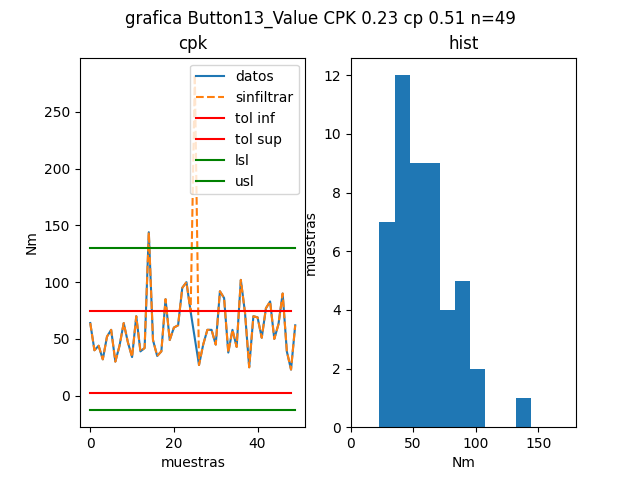 grafica Button13_Value CPK 0.23 cp 0.51 n=49
cpk
hist
datos
sinfiltrar
tol inf
tol sup
lsl
usl
250
200
150
100
50
0
Nm
0
20
40
muestras
12
10
8
6
4
2
0
muestras
0
50
100
150
Nm